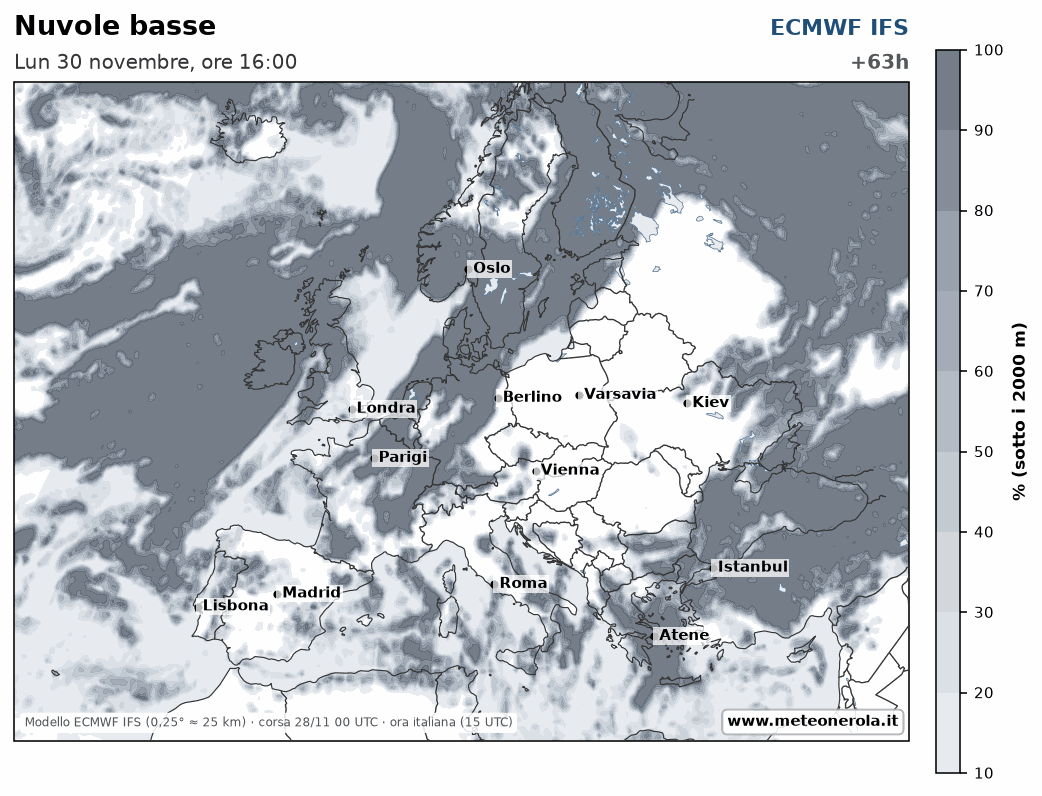 Nuvole basse
ECMWF IFS
Lun 30 novembre, ore 16:00
+63h
100
90
80
70
60
50
40
30
20
10
% (sotto i 2000 m)
Oslo
Londra
Berlino
Varsavia
Kiev
Parigi
Vienna
Istanbul
Roma
Madrid
Lisbona
Atene
Modello ECMWF IFS (0,25° ≈ 25 km) · corsa 28/11 00 UTC · ora italiana (15 UTC)
www.meteonerola.it